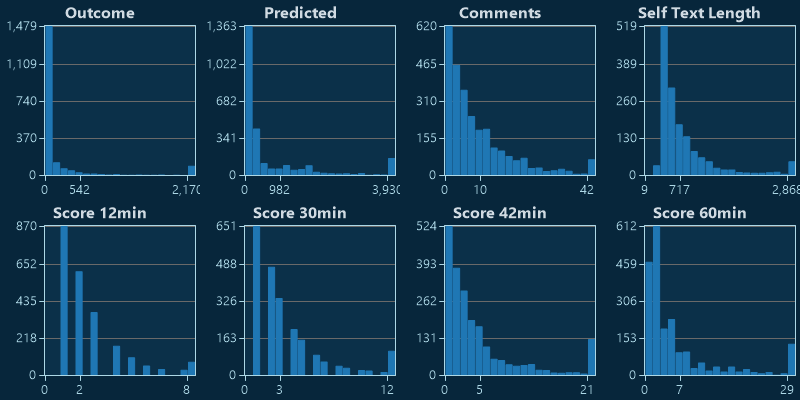 Outcome Predicted Comments Self Text Length
1,479 1,363 620 519
1,109 1,022 465 389
740 682 310 260
370 341 155 130
0 0 0 0
0 542 2,170 0 982 3,930 0 10 42 9 717 2,868
Score 12min Score 30min Score 42min Score 60min
870 651 524 612
652 488 393 459
435 326 262 306
218 163 131 153
0 0 0 0
0 2 8 0 3 12 0 5 21 0 7 29